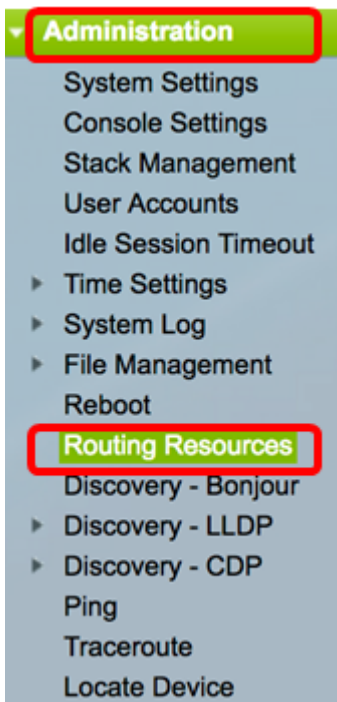 Administration
System Settings
Console Settings
Stack Management
User Accounts
Idle Session Timeout
Time Settings
System Log
File Management
Reboot
Routing Resources
Discovery - Bonjour
Discovery - LLDP
Discovery - CDP
Ping
Traceroute
Locate Device